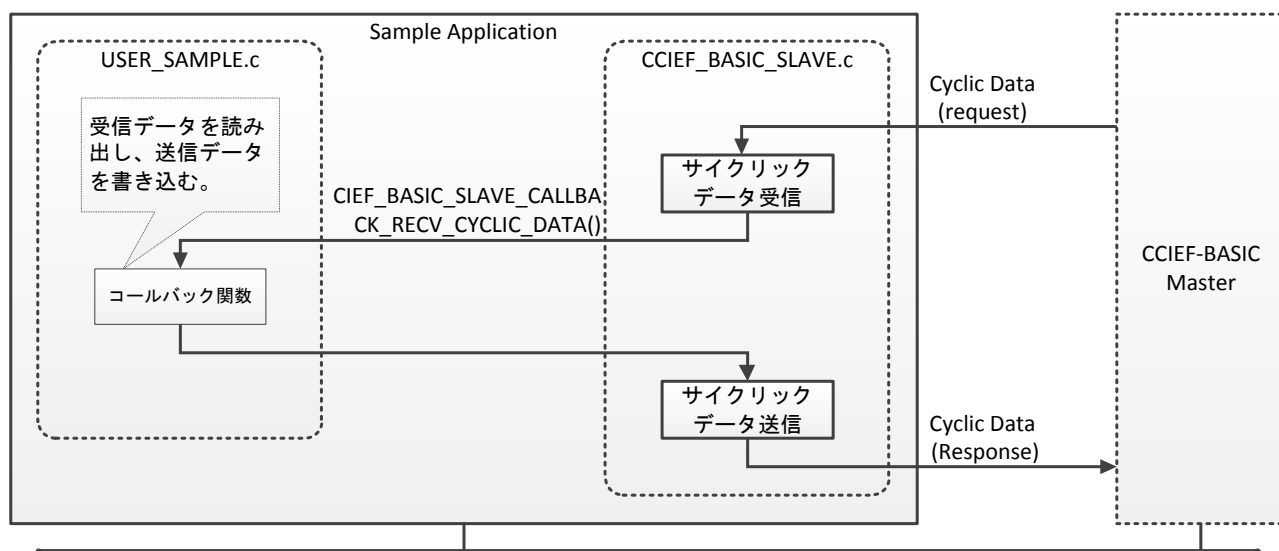 Sample Application
USER_SAMPLE.c
CCIEF_BASIC_SLAVE.c
受信データを読み
出し、送信データ
を書き込む。
Cyclic Data
(request)
サイクリック
データ受信
CIEF_BASIC_SLAVE_CALLBA
CK_RECV_CYCLIC_DATA()
コールバック関数
CCIEF-BASIC
Master
サイクリック
データ送信
Cyclic Data
(Response)